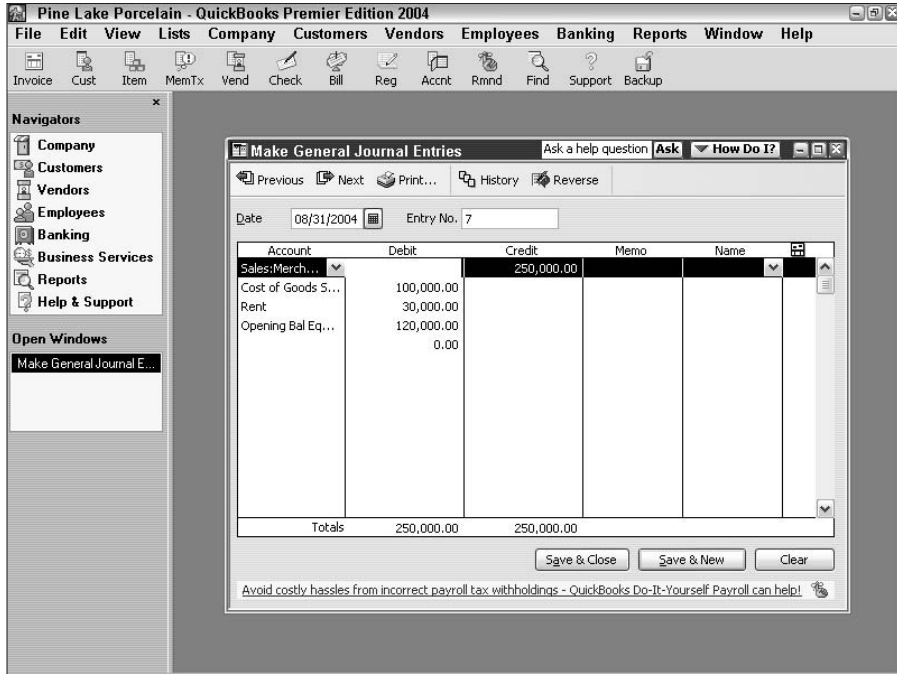 Pine Lake Porcelain - QuickBooks Premier Edition 2004
File Edit View Lists Company Customers Vendors Employees Banking Reports Window Help
Invoice Cust Item MemTx Vend Check Bill Reg Accnt Rmnd Find Support Backup
Navigators
Company
Customers
Vendors
Employees
Banking
Business Services
Reports
Help & Support
Open Windows
Make General Journal E...
Make General Journal Entries Ask a help question Ask How Do I?
Previous Next Print... History Reverse
Date 08/31/2004 Entry No. 7
Account Debit Credit Memo Name
Sales:Merch... 250,000.00
Cost of Goods S... 100,000.00
Rent 30,000.00
Opening Bal Eq... 120,000.00
0.00
Totals 250,000.00 250,000.00
Save & Close Save & New Clear
Avoid costly hassles from incorrect payroll tax withholdings - QuickBooks Do-It-Yourself Payroll can help!